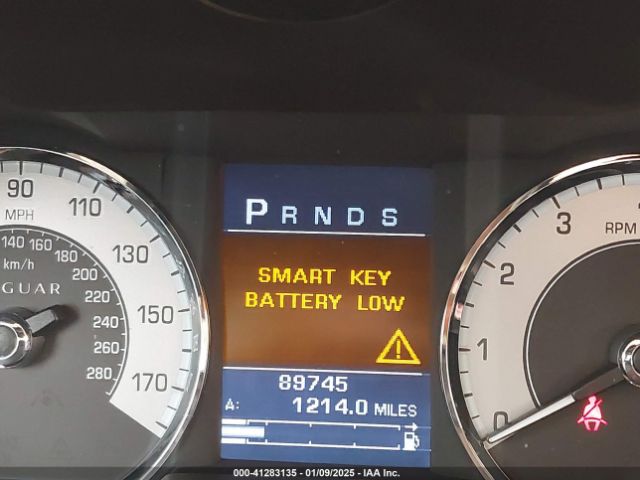 P R N D S
SMART KEY
BATTERY LOW
89745
A: 1214.0 MILES
90 110 130 150 170
MPH
140 160 180 200 220 240 260 280
km/h
GUAR
0 1 2 3
RPM
000-41283135 - 01/09/2025 - IAA Inc.